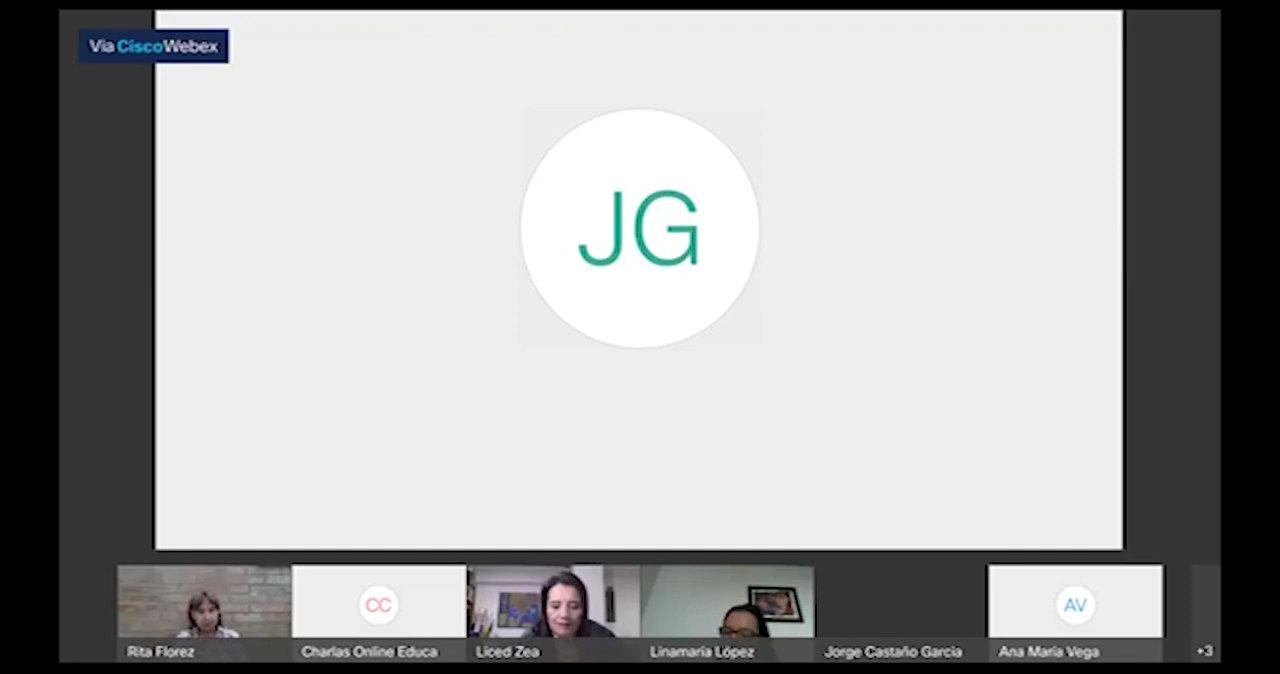 Via CiscoWebex
JG
CC
AV
Rita Florez
Charlas Online Educa
Liced Zea
Linamaría López
Jorge Castaño Garcia
Ana María Vega
+3